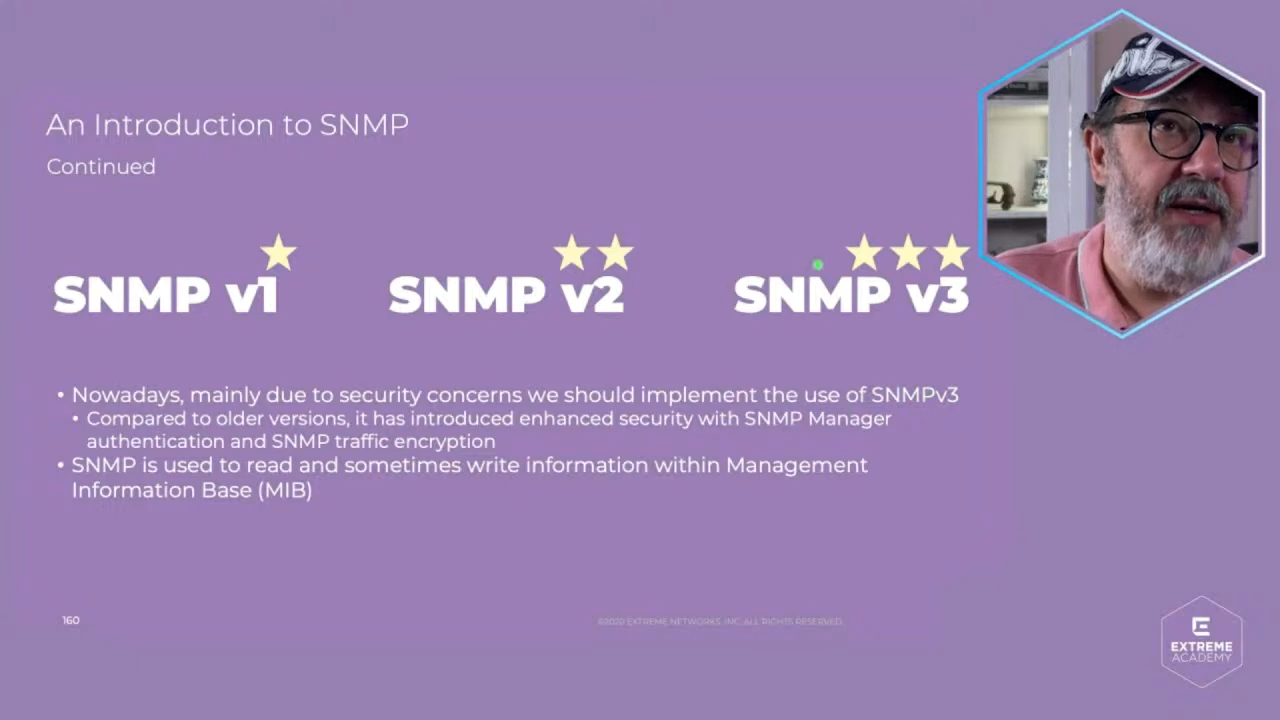 An Introduction to SNMP
Continued
SNMP v1
SNMP v2
SNMP v3
• Nowadays, mainly due to security concerns we should implement the use of SNMPv3
• Compared to older versions, it has introduced enhanced security with SNMP Manager
authentication and SNMP traffic encryption
• SNMP is used to read and sometimes write information within Management
Information Base (MIB)
160
©2020 EXTREME NETWORKS, INC. ALL RIGHTS RESERVED.
EXTREME
ACADEMY